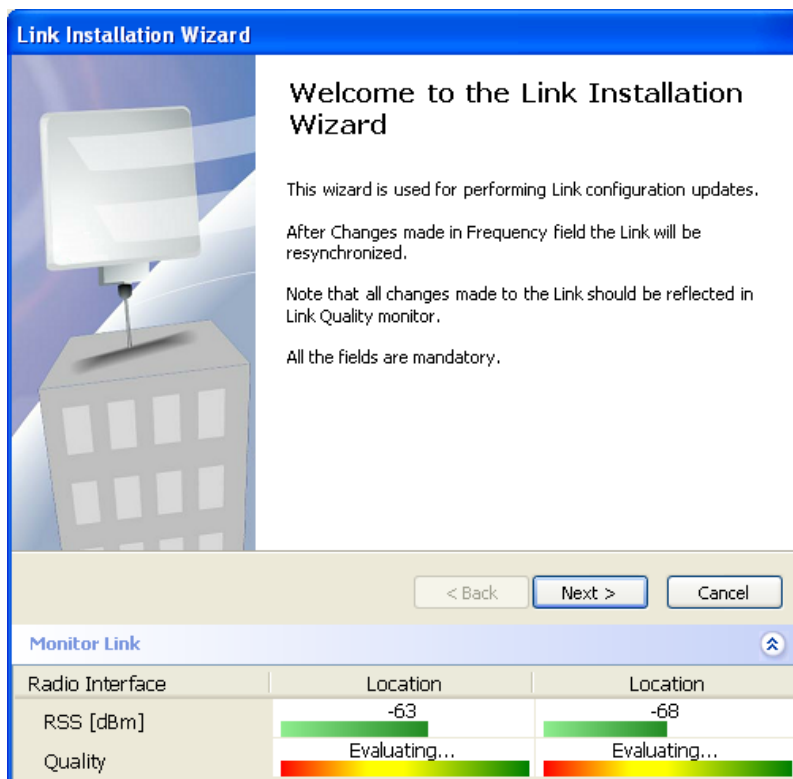 Link Installation Wizard
Welcome to the Link Installation
Wizard
This wizard is used for performing Link configuration updates.
After Changes made in Frequency field the Link will be
resynchronized.
Note that all changes made to the Link should be reflected in
Link Quality monitor.
All the fields are mandatory.
< Back Next > Cancel
Monitor Link
Radio Interface Location Location
RSS [dBm] -63 -68
Quality Evaluating... Evaluating...